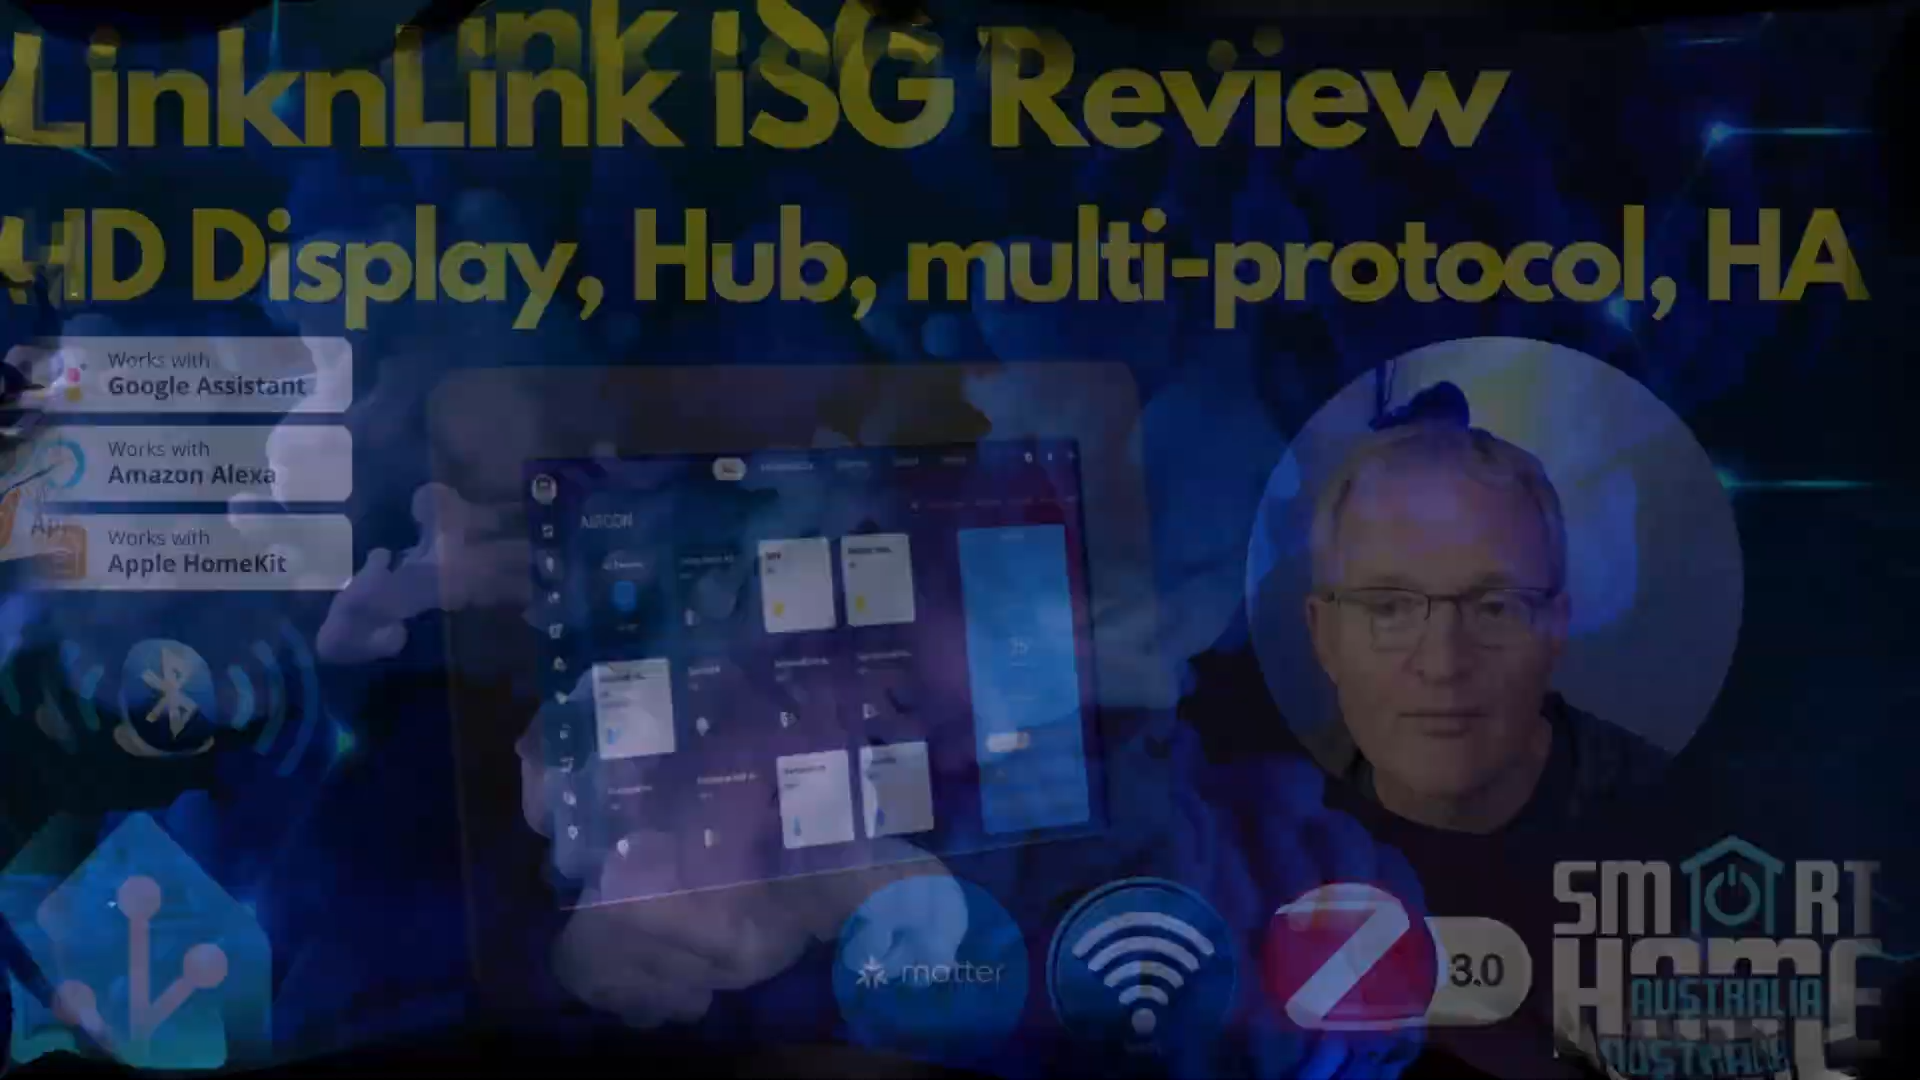 LinknLink iSG Review
HD Display, Hub, multi-protocol, HA
Works with
Google Assistant
Works with
Amazon Alexa
Works with
Apple HomeKit
matter
3.0
SMART
HOME
AUSTRALIA